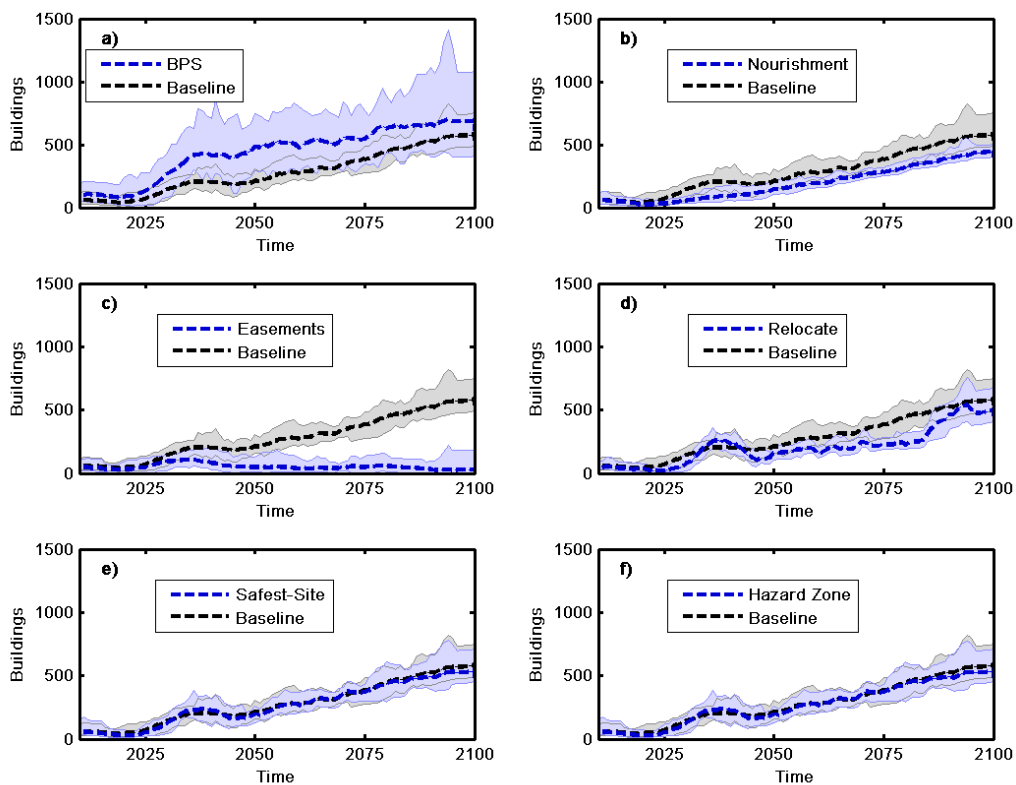 1500
a)
BPS
Baseline
1000
Buildings
500
0
2025
2050
2075
2100
Time
1500
b)
Nourishment
Baseline
1000
Buildings
500
0
2025
2050
2075
2100
Time
1500
c)
Easements
Baseline
1000
Buildings
500
0
2025
2050
2075
2100
Time
1500
d)
Relocate
Baseline
1000
Buildings
500
0
2025
2050
2075
2100
Time
1500
e)
Safest-Site
Baseline
1000
Buildings
500
0
2025
2050
2075
2100
Time
1500
f)
Hazard Zone
Baseline
1000
Buildings
500
0
2025
2050
2075
2100
Time